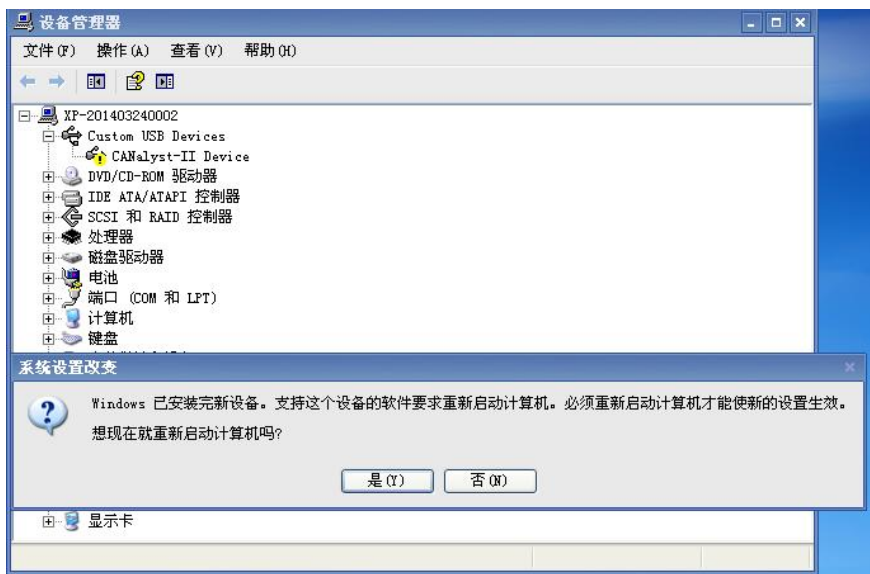 设备管理器
文件(F) 操作(A) 查看(V) 帮助(H)
XP-201403240002
Custom USB Devices
CANalyst-II Device
DVD/CD-ROM 驱动器
IDE ATA/ATAPI 控制器
SCSI 和 RAID 控制器
处理器
磁盘驱动器
电池
端口 (COM 和 LPT)
计算机
键盘
系统设置改变
Windows 已安装完新设备。支持这个设备的软件要求重新启动计算机。必须重新启动计算机才能使新的设置生效。
想现在就重新启动计算机吗?
是(Y) 否(N)
显示卡